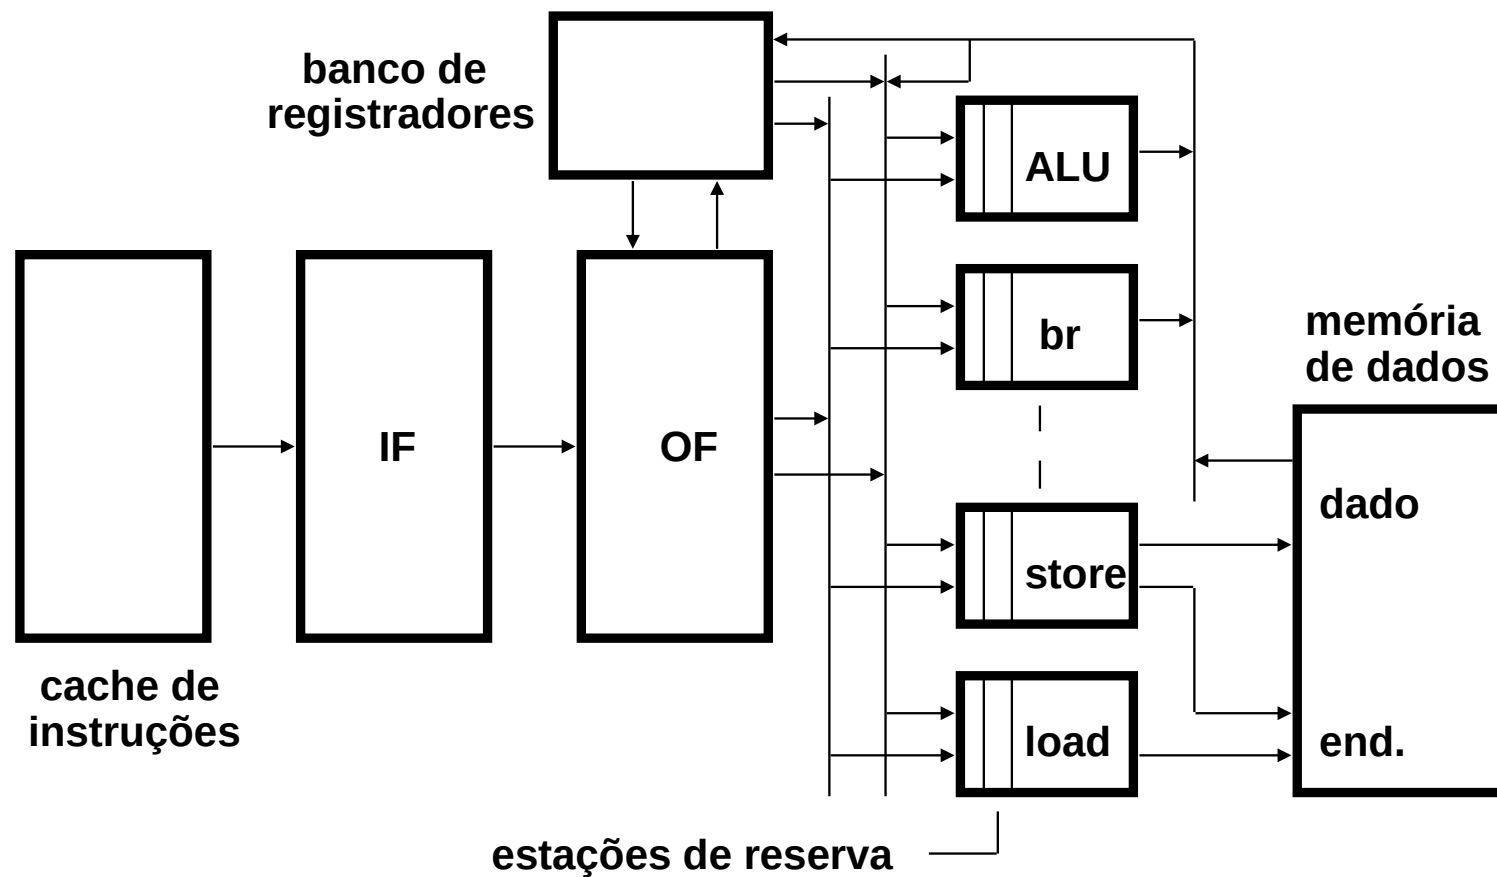 banco de
registradores
ALU
br
memória
de dados
IF
OF
dado
store
cache de
instruções
load
end.
estações de reserva